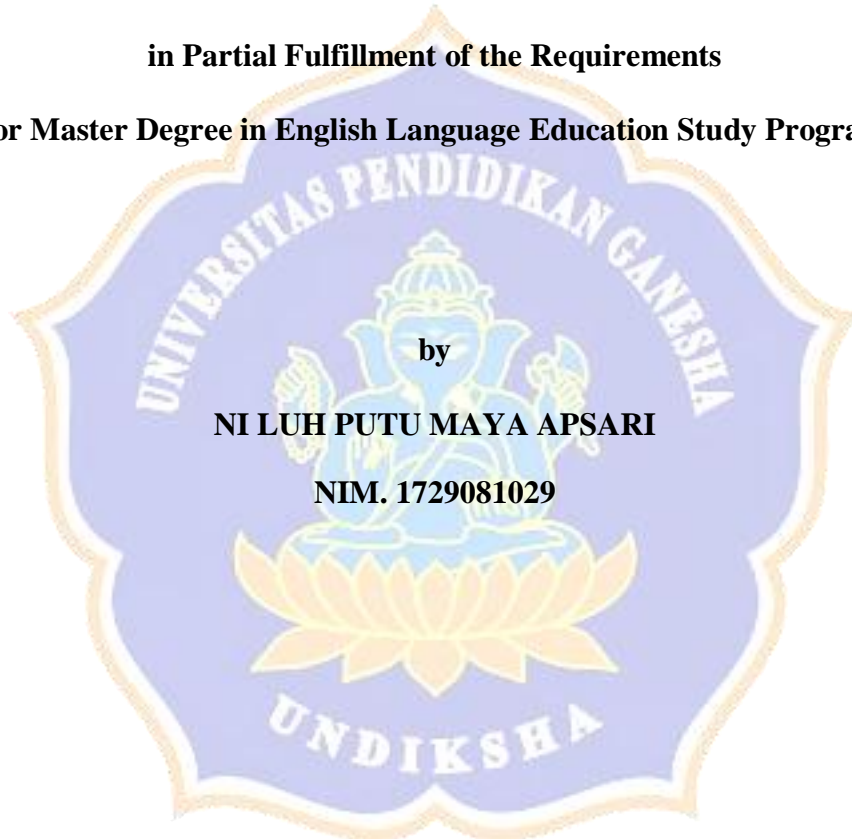 in Partial Fulfillment of the Requirements
or Master Degree in English Language Education Study Progra
UNIVERSITAS PENDIDIKAN GANESHA
by
NI LUH PUTU MAYA APSARI
NIM. 1729081029
UNDIKSHA